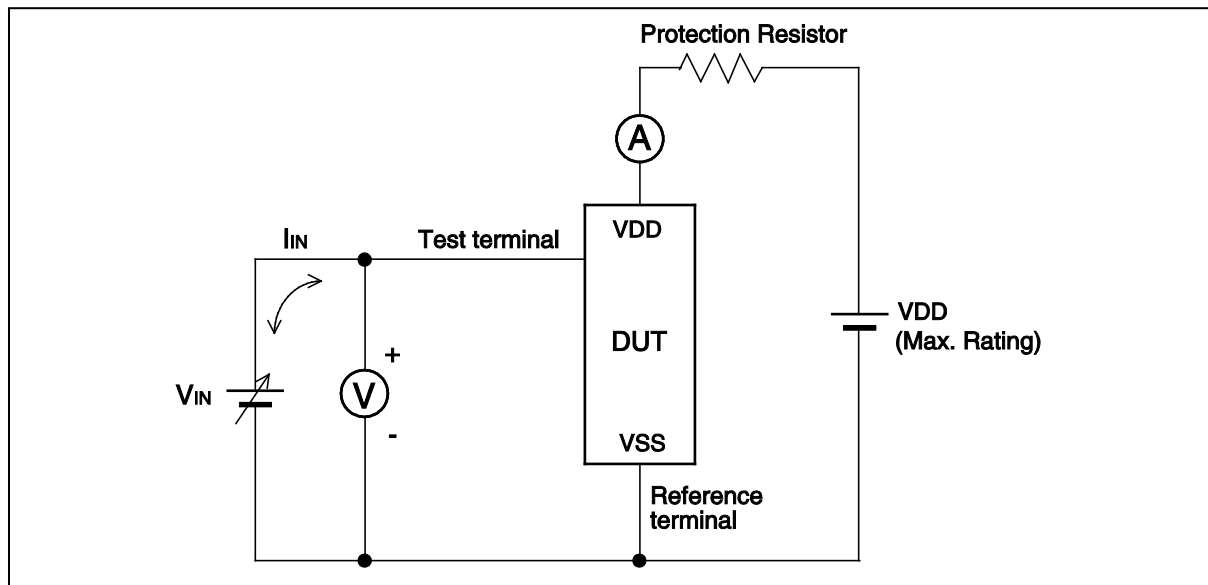 Protection Resistor
A
VDD
IIN
Test terminal
DUT
VDD
(Max. Rating)
+
VIN
V
-
VSS
Reference
terminal